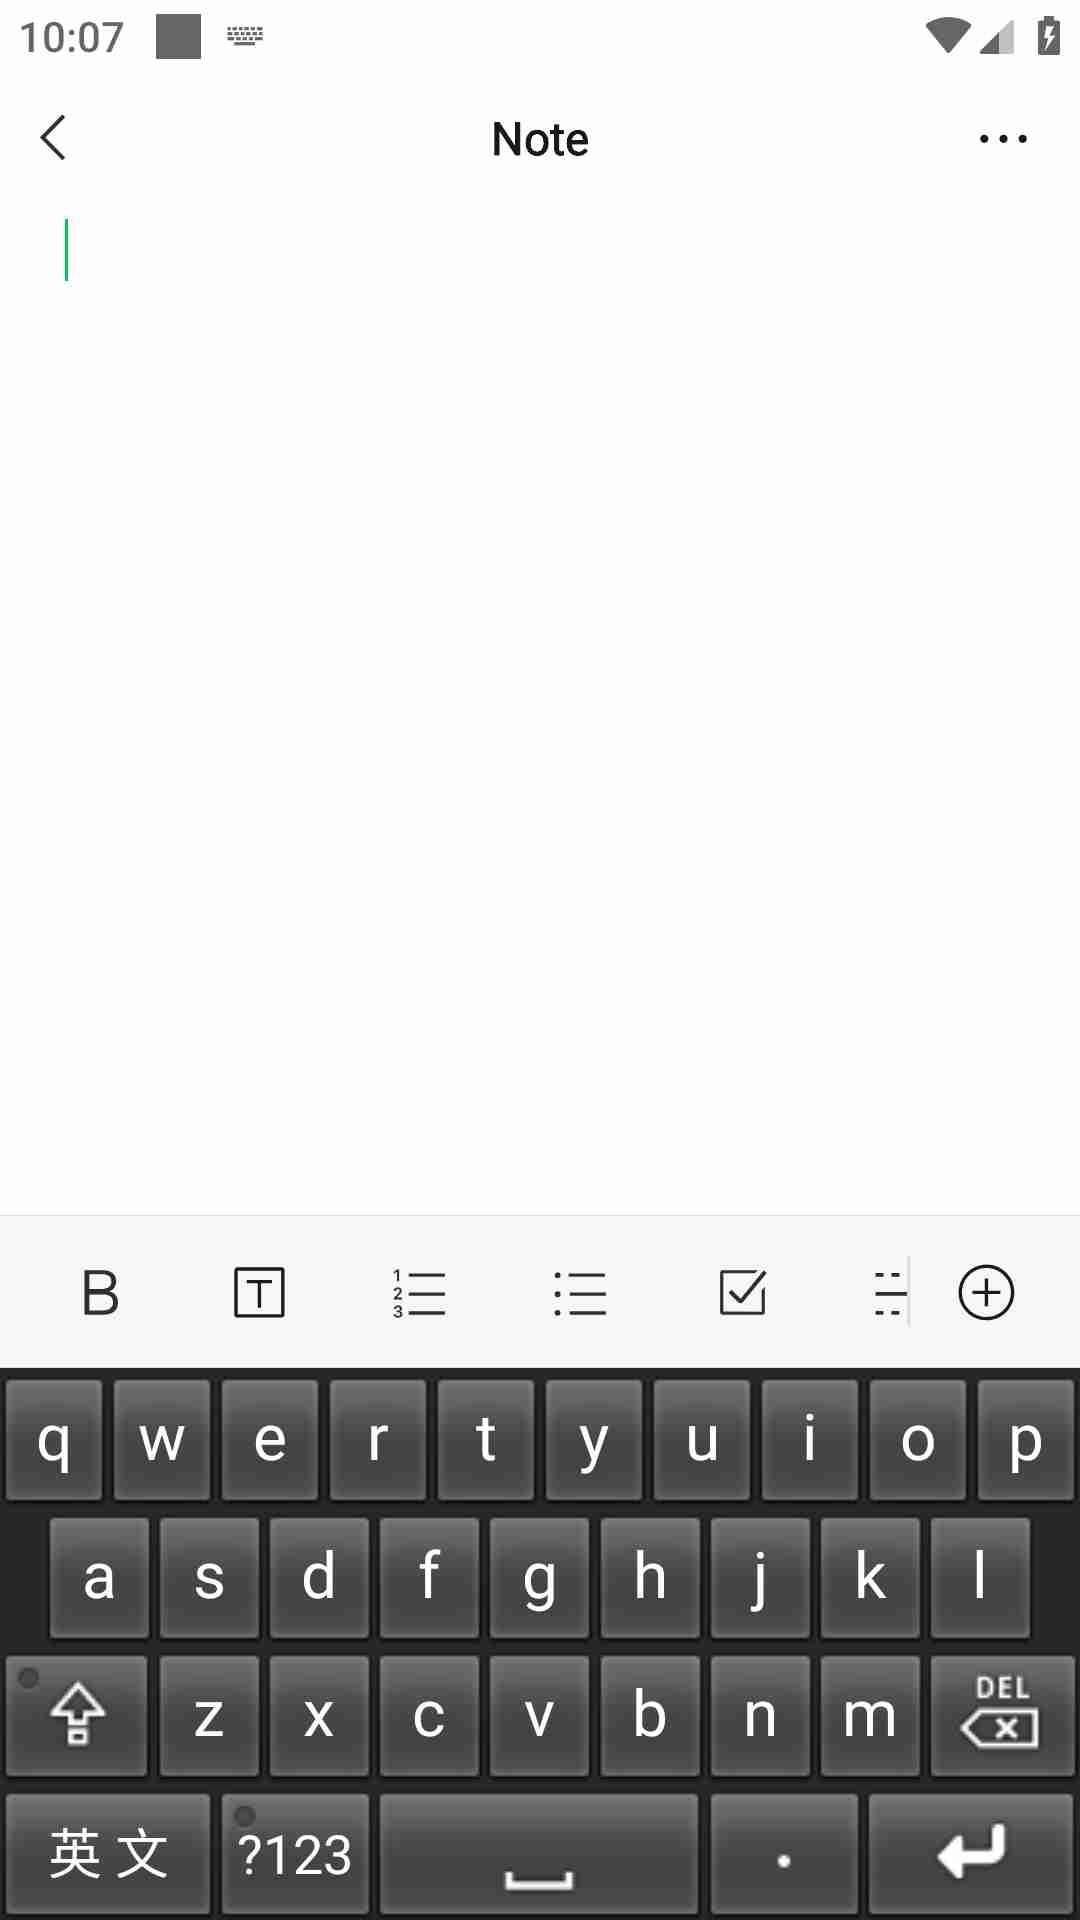 10:07
Note
B T 1 2 3
q w e r t y u i o p
a s d f g h j k l
z x c v b n m DEL
英文 ?123 .